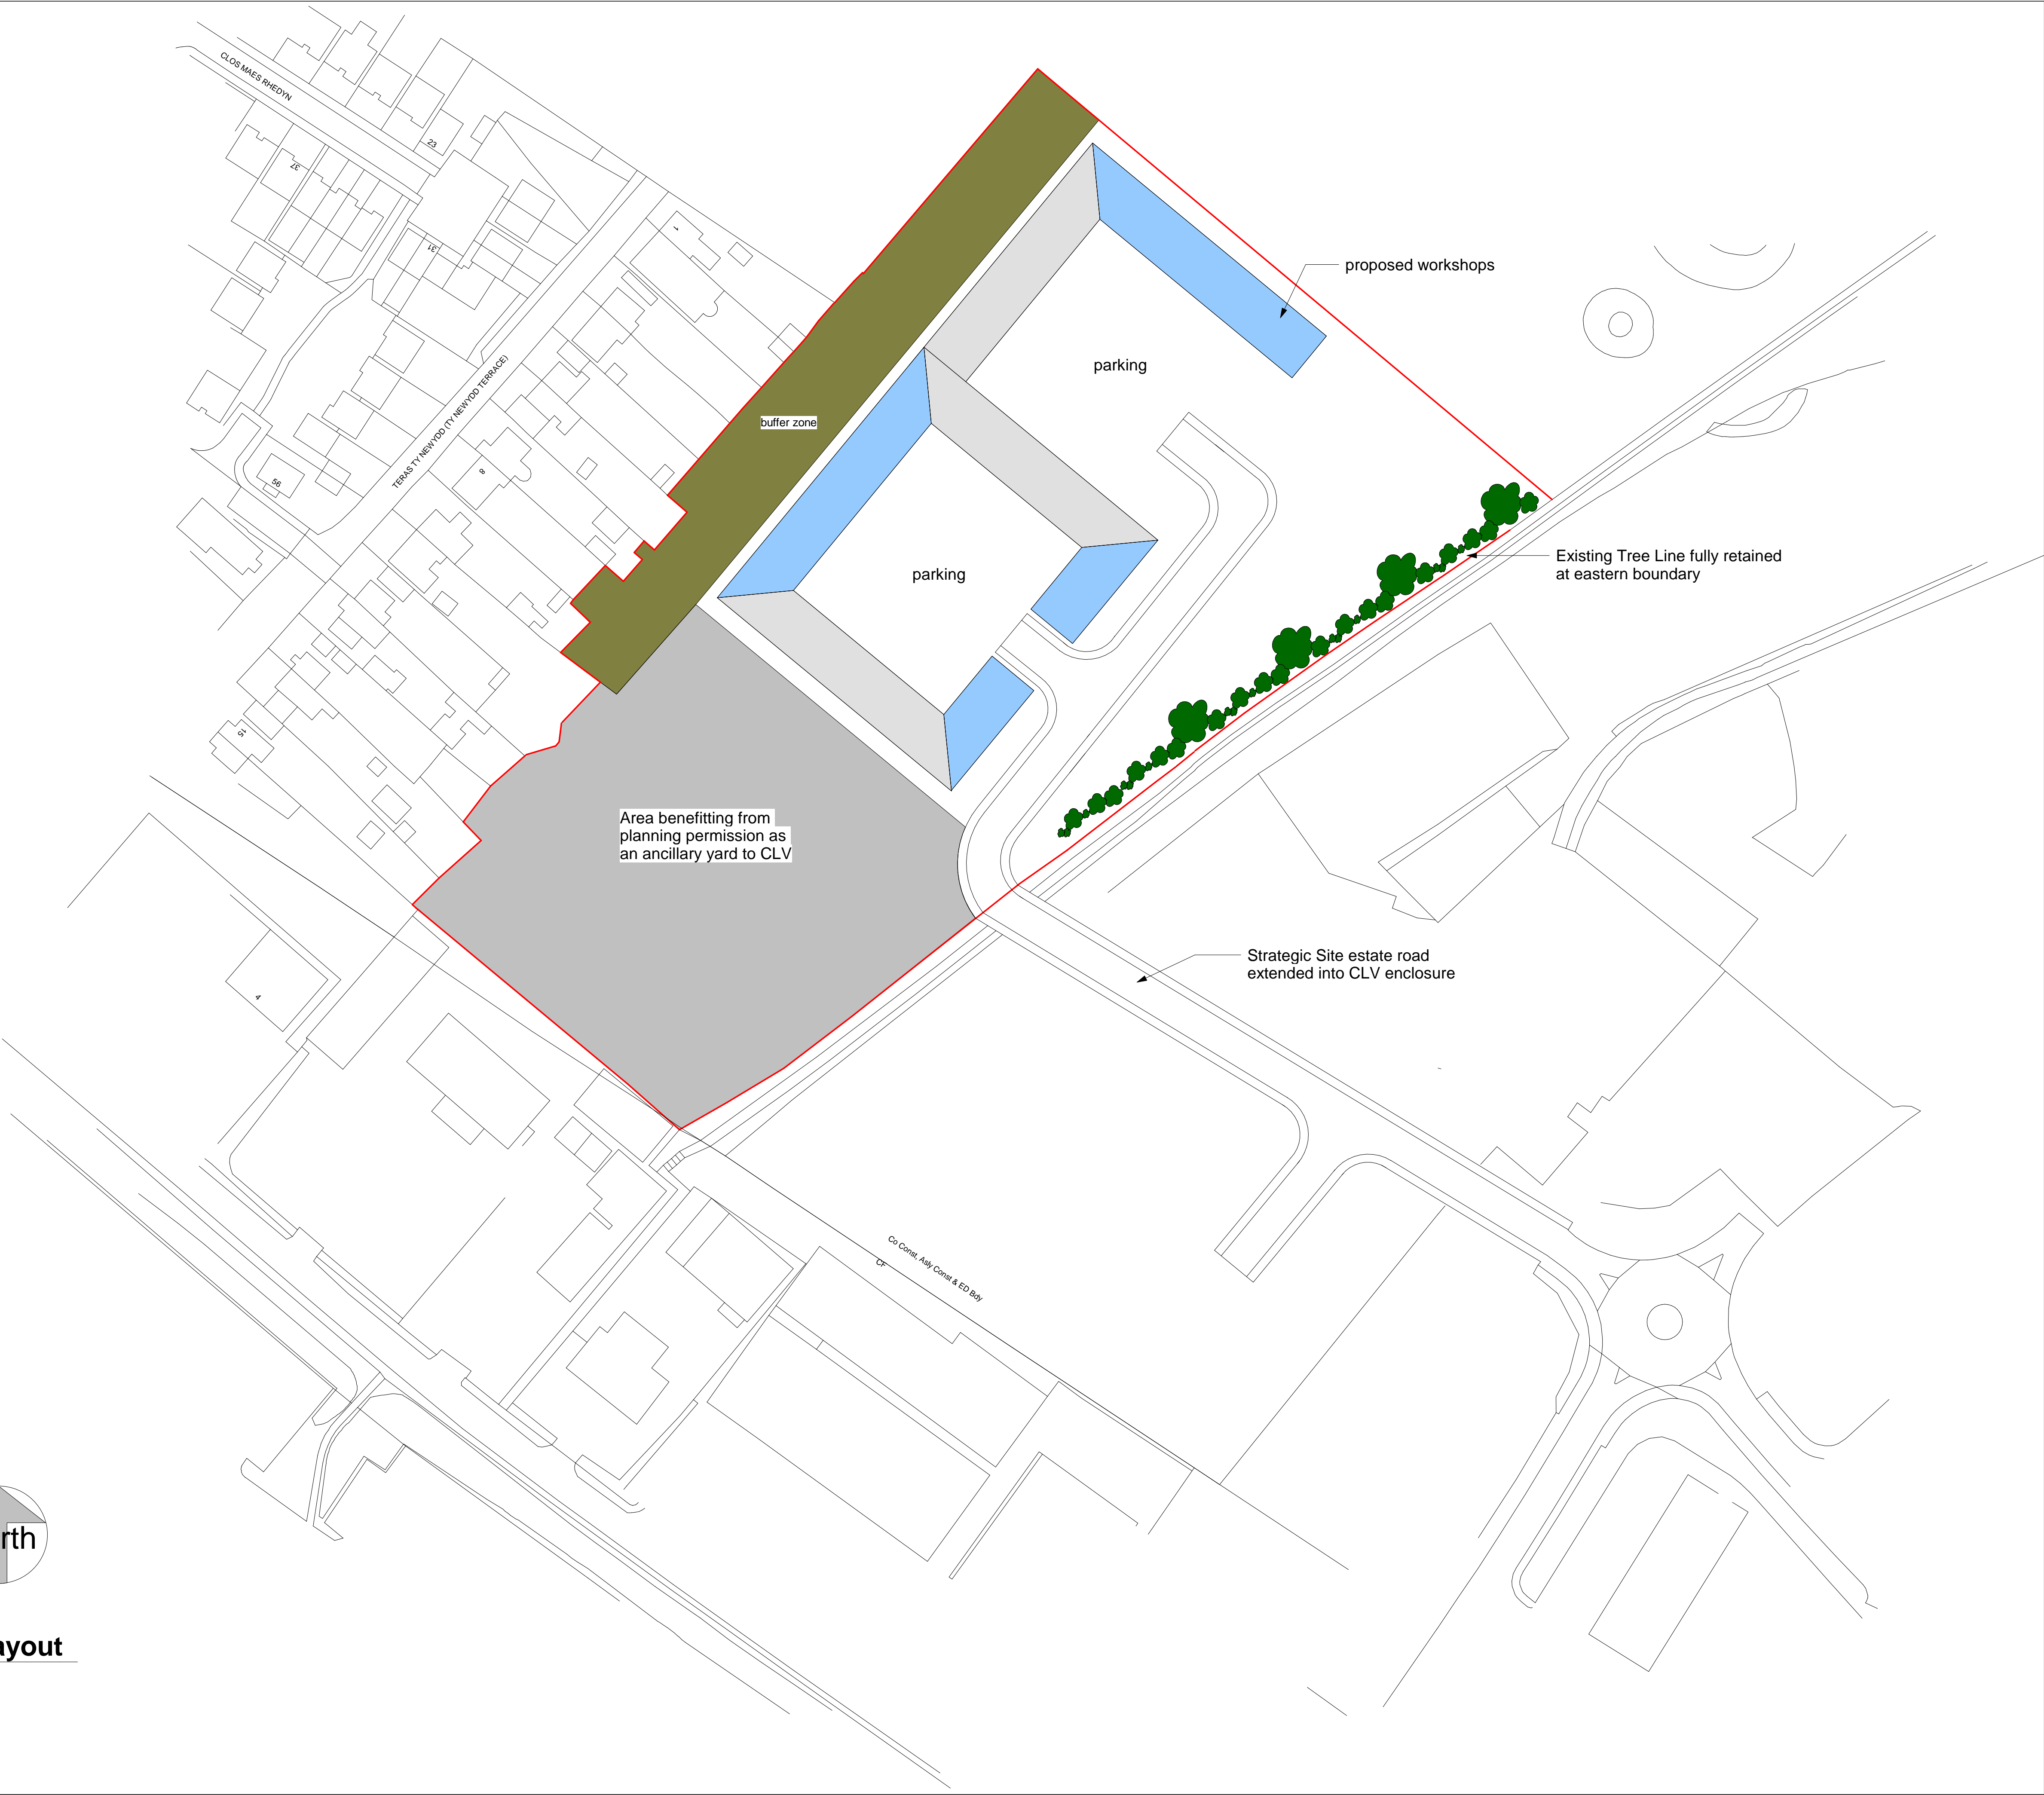 CLOS MAES RHEDYN
23
37
31
1
TERAS TY NEWYDD (TY NEWYDD TERRACE)
8
56
15
4
proposed workshops
parking
buffer zone
parking
Existing Tree Line fully retained
at eastern boundary
Area benefitting from
planning permission as
an ancillary yard to CLV
Strategic Site estate road
extended into CLV enclosure
Co Const, Asly Const & ED Bdy
CF
rth
ayout